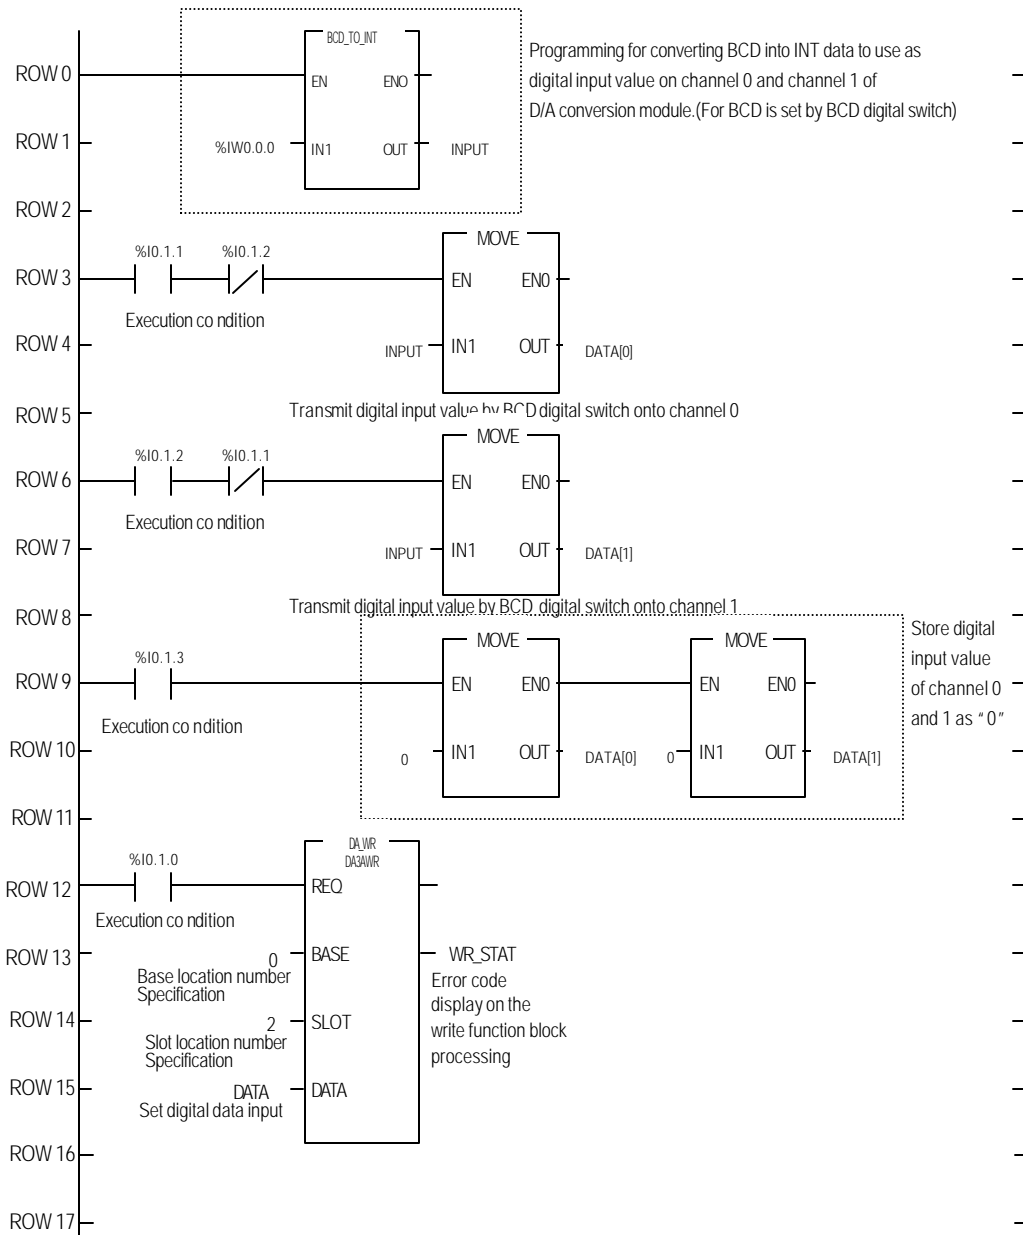 BCD_TO_INT
Programming for converting BCD into INT data to use as
ROW 0
EN ENO
digital input value on channel 0 and channel 1 of
D/A conversion module.(For BCD is set by BCD digital switch)
ROW 1
%IW0.0.0 IN1 OUT INPUT
ROW 2
%I0.1.1 %I0.1.2
MOVE
ROW 3
EN EN0
Execution co ndition
ROW 4
INPUT IN1 OUT DATA[0]
ROW 5
Transmit digital input value by BCD digital switch onto channel 0
MOVE
%I0.1.2 %I0.1.1
ROW 6
EN EN0
Execution co ndition
ROW 7
INPUT IN1 OUT DATA[1]
ROW 8
Transmit digital input value by BCD digital switch onto channel 1
Store digital
input value
of channel 0
and 1 as “0”
MOVE MOVE
%I0.1.3
ROW 9
EN EN0 EN EN0
Execution co ndition
ROW 10
0 IN1 OUT DATA[0] 0 IN1 OUT DATA[1]
ROW 11
DA_WR
DA3AWR
%I0.1.0
ROW 12
REQ
Execution co ndition
ROW 13
0 BASE WR_STAT
Base location number
Specification
Error code
display on the
write function block
processing
ROW 14
2 SLOT
Slot location number
Specification
ROW 15
DATA DATA
Set digital data input
ROW 16
ROW 17